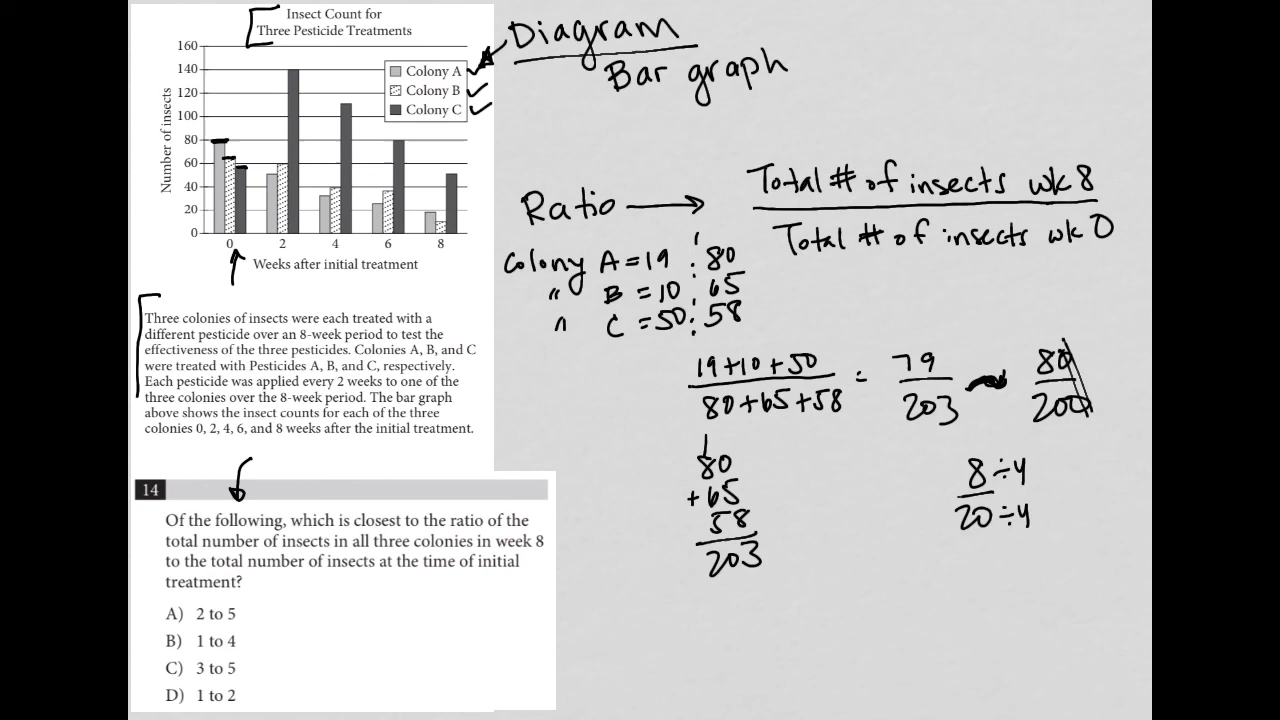 Insect Count for
Three Pesticide Treatments
160
140
120
100
80
60
40
20
0
Number of insects
0 2 4 6 8
Weeks after initial treatment
Colony A
Colony B
Colony C
Three colonies of insects were each treated with a
different pesticide over an 8-week period to test the
effectiveness of the three pesticides. Colonies A, B, and C
were treated with Pesticides A, B, and C, respectively.
Each pesticide was applied every 2 weeks to one of the
three colonies over the 8-week period. The bar graph
above shows the insect counts for each of the three
colonies 0, 2, 4, 6, and 8 weeks after the initial treatment.
14
Of the following, which is closest to the ratio of the
total number of insects in all three colonies in week 8
to the total number of insects at the time of initial
treatment?
A) 2 to 5
B) 1 to 4
C) 3 to 5
D) 1 to 2
Diagram
Bar graph
Ratio → Total # of insects wk 8
Total # of insects wk 0
Colony A = 19 : 80
" B = 10 : 65
" C = 50 : 58
19+10+50 = 79 ~ 80
80+65+58 203 200
1
80
+65
58
203
8 ÷4
20 ÷4